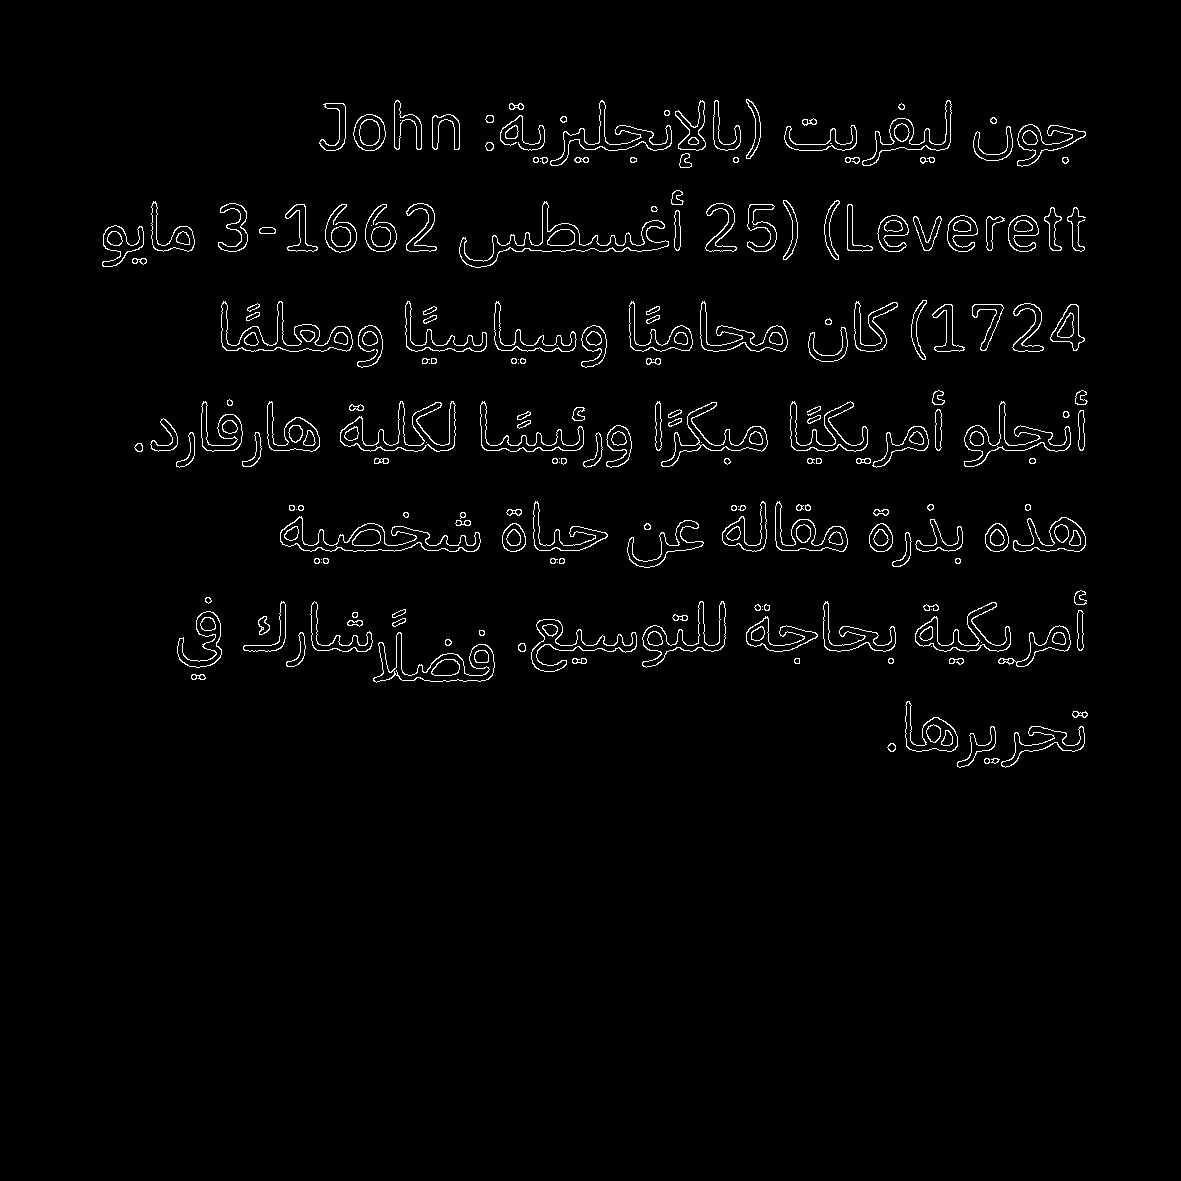 جون ليفريت (بالإنجليزية: John
Leverett) (25 أغسطس 1662-3 مايو
1724) كان محاميًا وسياسيًا ومعلمًا
أنجلو أمريكيًا مبكرًا ورئيسًا لكلية هارفارد.
هذه بذرة مقالة عن حياة شخصية
أمريكية بحاجة للتوسيع. فضلًا شارك في
تحريرها.